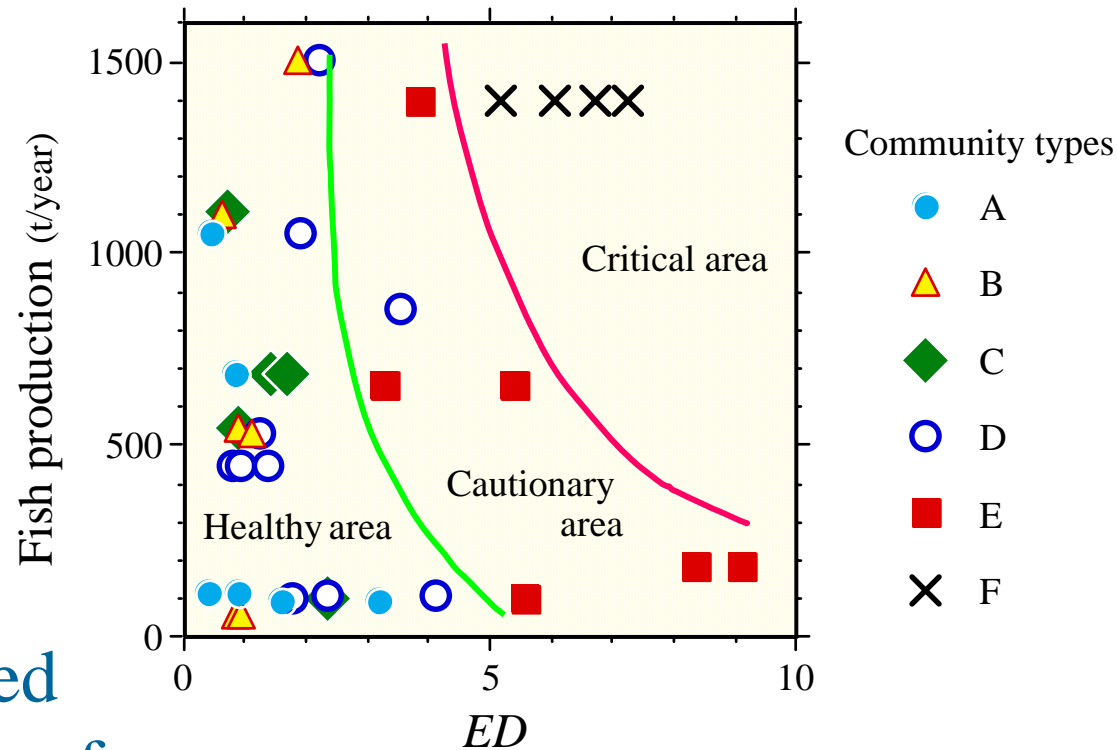 Fish production (t/year)
1500
1000
500
0
0
5
10
ED
Critical area
Cautionary
area
Healthy area
Community types
A
B
C
D
E
F
ed